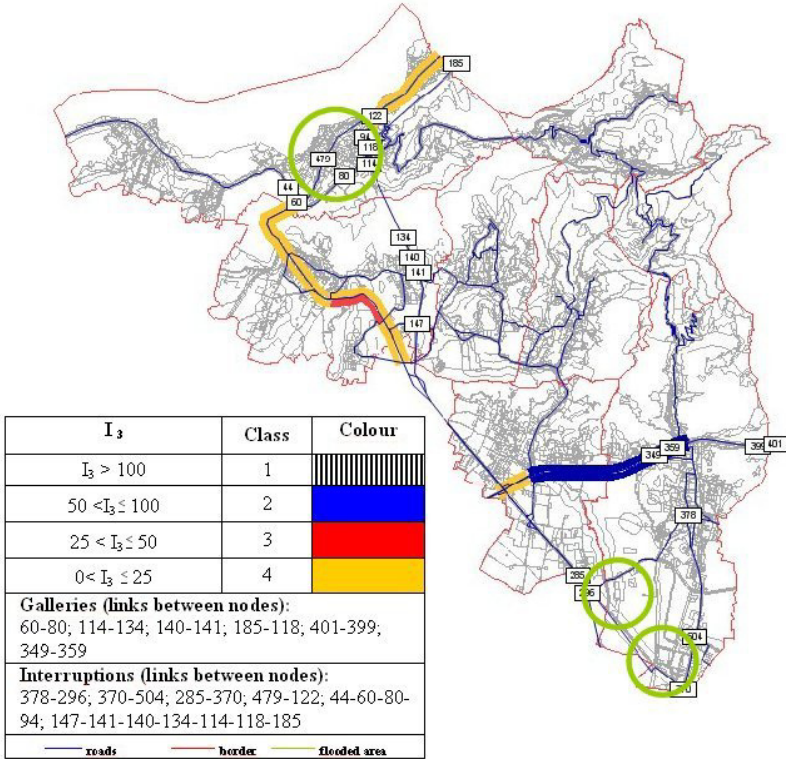 185
122
94
118
479
114
80
44
60
134
140
141
147
359
349
399
401
378
285
296
504
I₃ Class Colour
I₃ > 100 1
50 <I₃≤ 100 2
25 < I₃≤ 50 3
0< I₃ ≤ 25 4
Galleries (links between nodes):
60-80; 114-134; 140-141; 185-118; 401-399;
349-359
Interruptions (links between nodes):
378-296; 370-504; 285-370; 479-122; 44-60-80-
94; 147-141-140-134-114-118-185
roads border flooded area